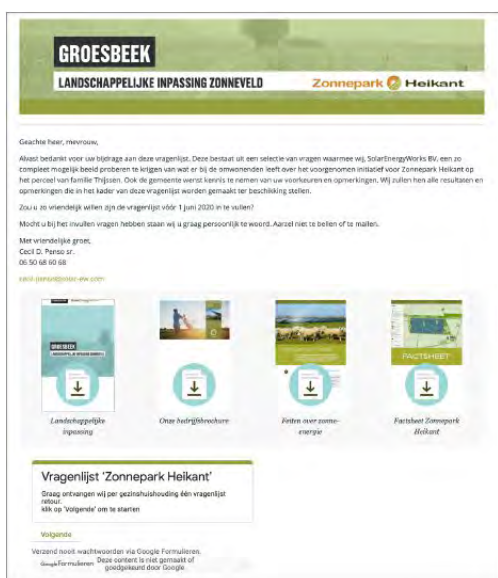 GROESBEEK
LANDSCHAPPELIJKE INPASSING ZONNEVELD
Zonnepark Heikant
Geachte heer, mevrouw,
Alvast bedankt voor uw bijdrage aan deze vragenlijst. Deze bestaat uit een selectie van vragen waarmee wij, SolarEnergyWorks BV, een zo
compleet mogelijk beeld proberen te krijgen van wat er bij de omwonenden leeft over het voorgenomen initiatief voor Zonnepark Heikant op
het perceel van familie Thijssen. Ook de gemeente wenst kennis te nemen van uw voorkeuren en opmerkingen. Wij zullen hen alle resultaten en
opmerkingen die in het kader van deze vragenlijst worden gemaakt ter beschikking stellen.
Zou u zo vriendelijk willen zijn de vragenlijst vóór 1 juni 2020 in te vullen?
Mocht u bij het invullen vragen hebben staan wij u graag persoonlijk te woord. Aarzel niet te bellen of te mailen.
Met vriendelijke groet,
Cecil D. Penso sr.
06 50 68 60 68
GROESBEEK
FACTSHEET
Landschappelijke
inpassing
Onze bedrijfsbrochure
Feiten over zonne-
energie
Factsheet Zonnepark
Heikant
Vragenlijst 'Zonnepark Heikant'
Graag ontvangen wij per gezinshuishouding één vragenlijst
retour.
klik op 'Volgende' om te starten
Volgende
Verzend nooit wachtwoorden via Google Formulieren.
Google Formulieren Deze content is niet gemaakt of
goedgekeurd door Google.